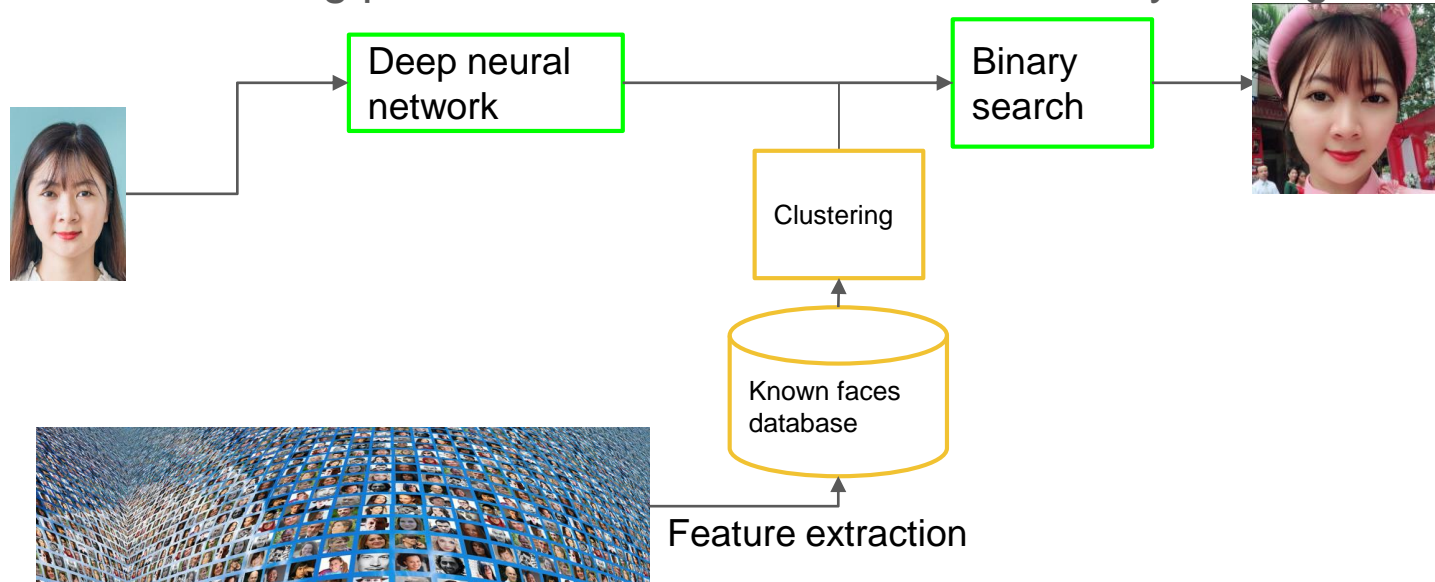 Deep neural
network
Binary
search
Clustering
Known faces
database
Feature extraction